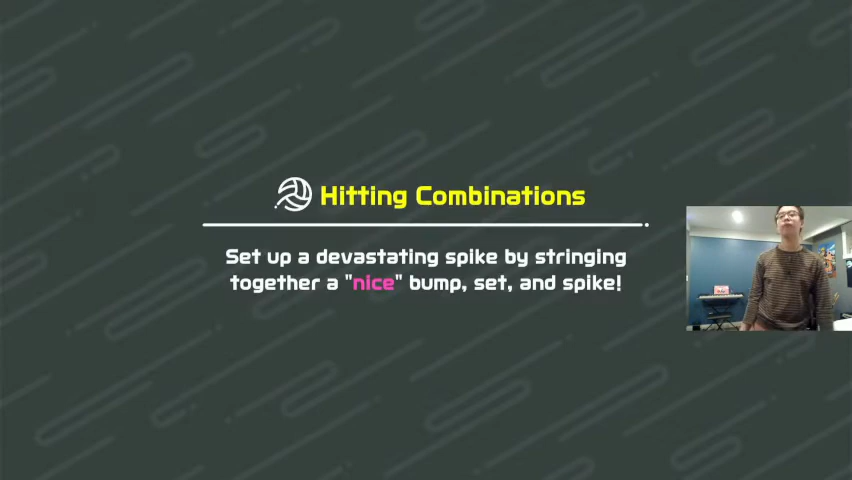 Hitting Combinations
Set up a devastating spike by stringing
together a "nice" bump, set, and spike!